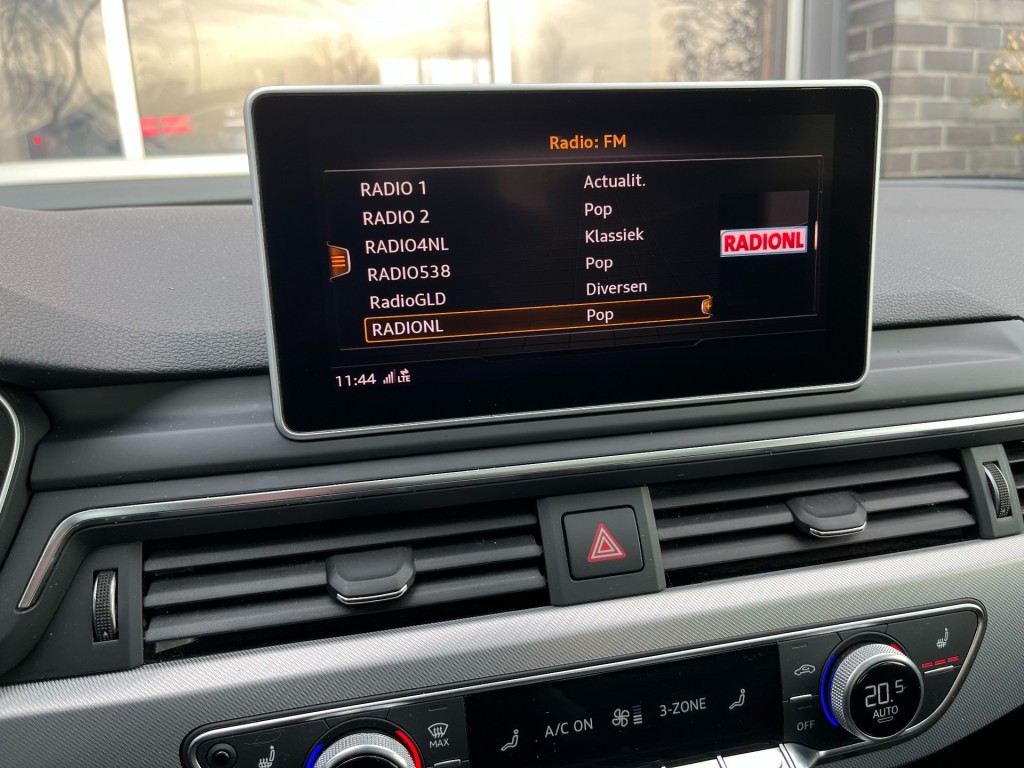 Radio: FM
RADIO 1 Actualit.
RADIO 2 Pop
RADIO4NL Klassiek
RADIO538 Pop
RadioGLD Diversen
RADIONL Pop
RADIONL
11:44 LTE
MAX
A/C ON
3-ZONE
OFF
20.5
AUTO